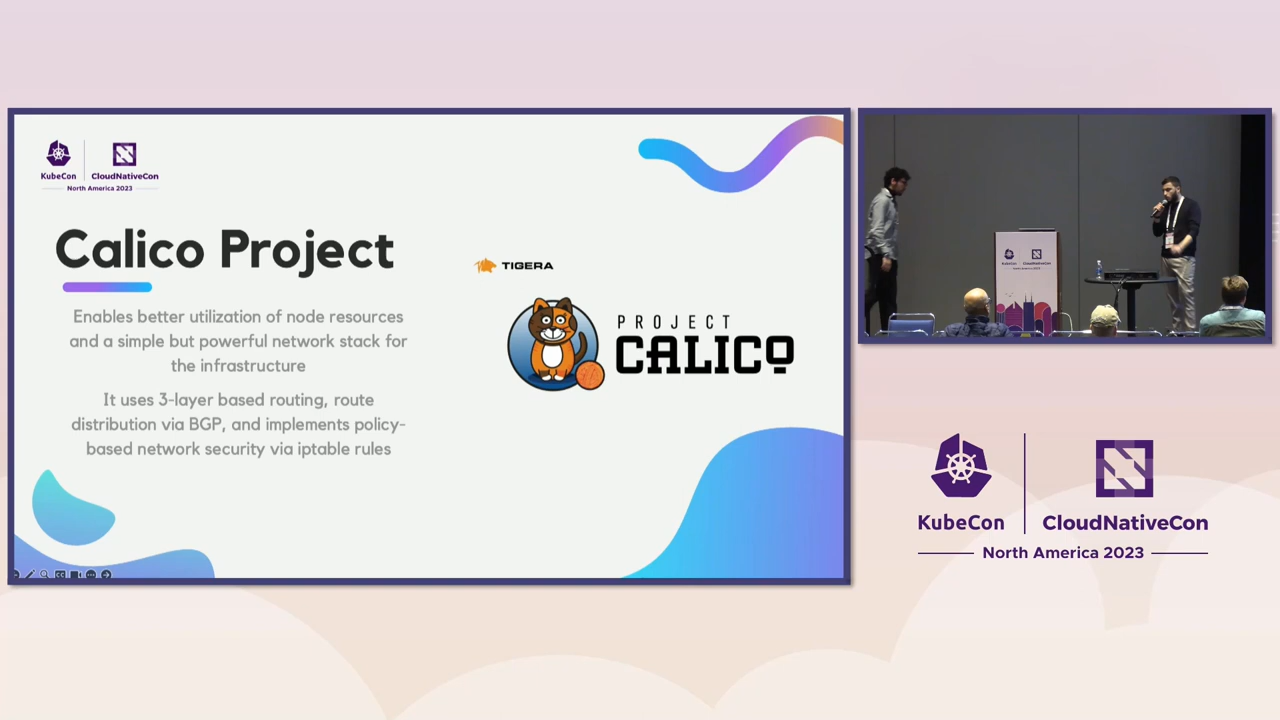 KubeCon
CloudNativeCon
North America 2023
Calico Project
Enables better utilization of node resources
and a simple but powerful network stack for
the infrastructure
It uses 3-layer based routing, route
distribution via BGP, and implements policy-
based network security via iptable rules
TIGERA
PROJECT
CALICO
KubeCon
CloudNativeCon
North America 2023